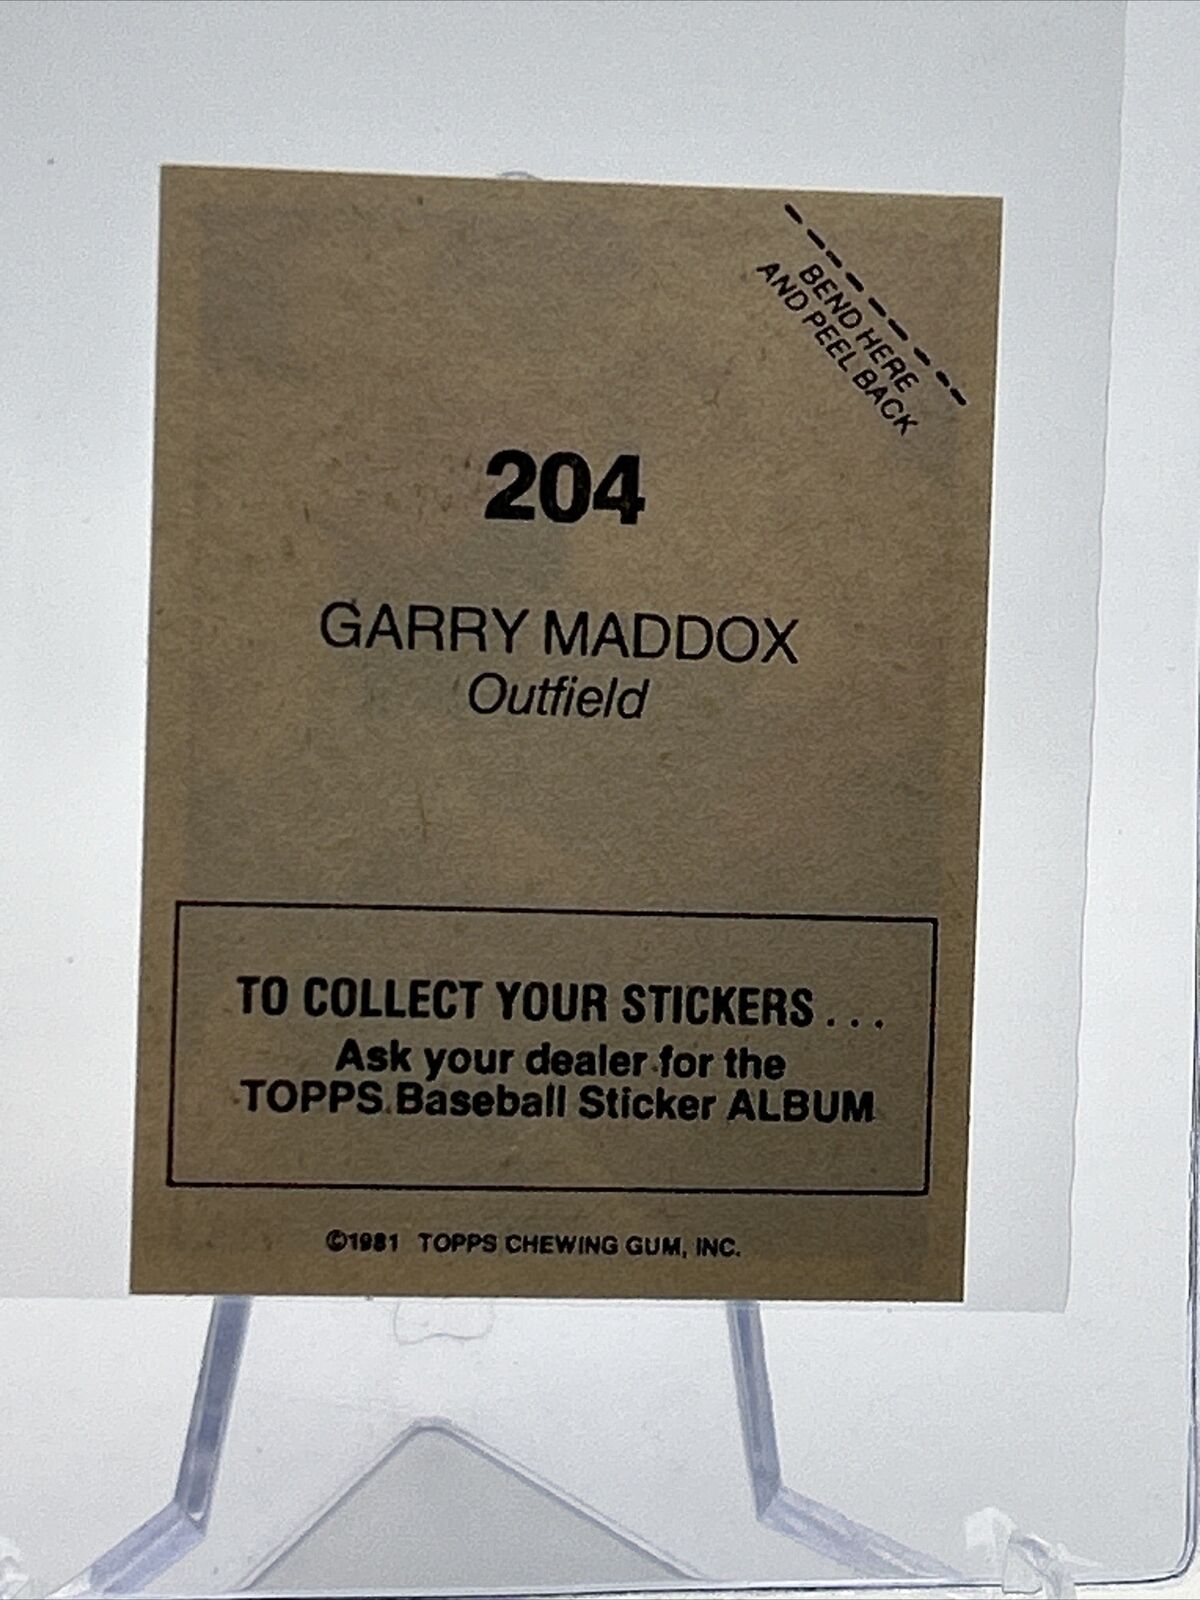 BEND HERE
AND PEEL BACK
204
GARRY MADDOX
Outfield
TO COLLECT YOUR STICKERS . . .
Ask your dealer for the
TOPPS Baseball Sticker ALBUM
©1981 TOPPS CHEWING GUM, INC.